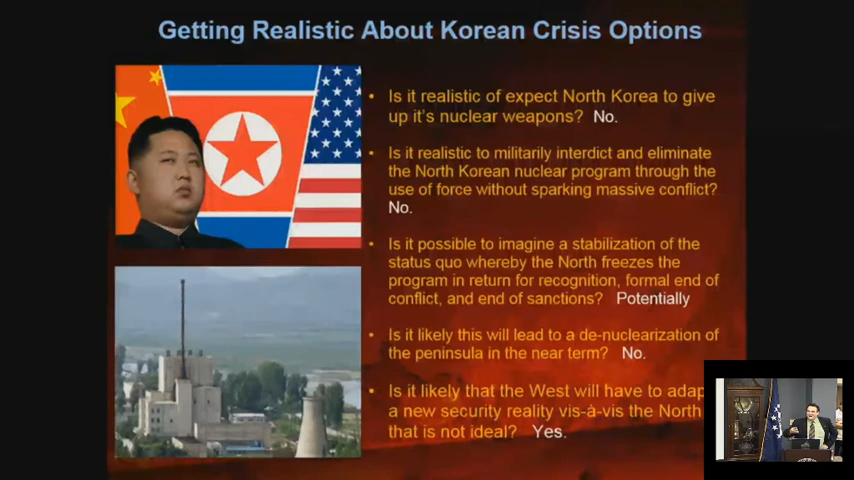 Getting Realistic About Korean Crisis Options
• Is it realistic of expect North Korea to give
up it's nuclear weapons? No.
• Is it realistic to militarily interdict and eliminate
the North Korean nuclear program through the
use of force without sparking massive conflict?
No.
• Is it possible to imagine a stabilization of the
status quo whereby the North freezes the
program in return for recognition, formal end of
conflict, and end of sanctions? Potentially
• Is it likely this will lead to a de-nuclearization of
the peninsula in the near term? No.
• Is it likely that the West will have to
a new security reality vis-à-vis the North
that is not ideal? Yes.